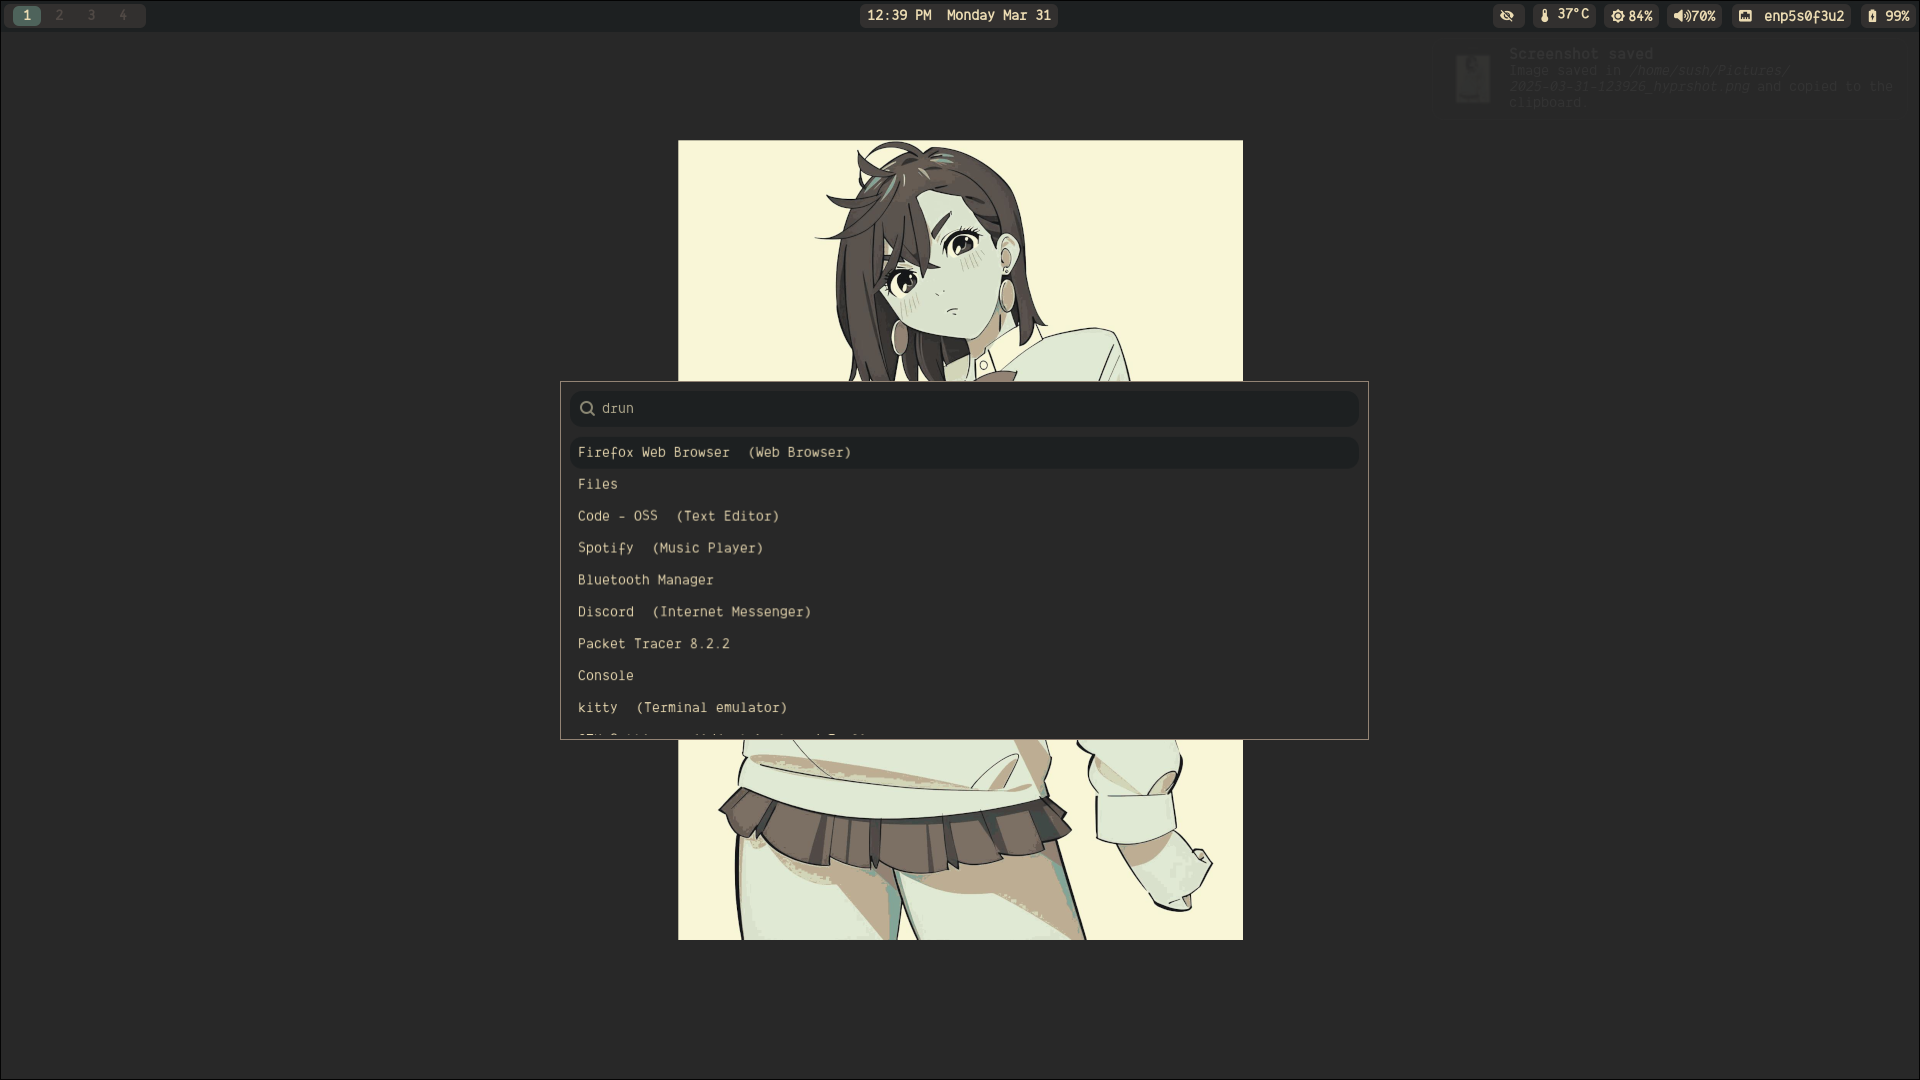 1 2 3 4
12:39 PM Monday Mar 31
37°C 84% 70% enp5s0f3u2 99%
Screenshot saved
Image saved in /home/sush/Pictures/
2025-03-31-123926_hyprshot.png and copied to the
clipboard.
drun
Firefox Web Browser (Web Browser)
Files
Code - OSS (Text Editor)
Spotify (Music Player)
Bluetooth Manager
Discord (Internet Messenger)
Packet Tracer 8.2.2
Console
kitty (Terminal emulator)